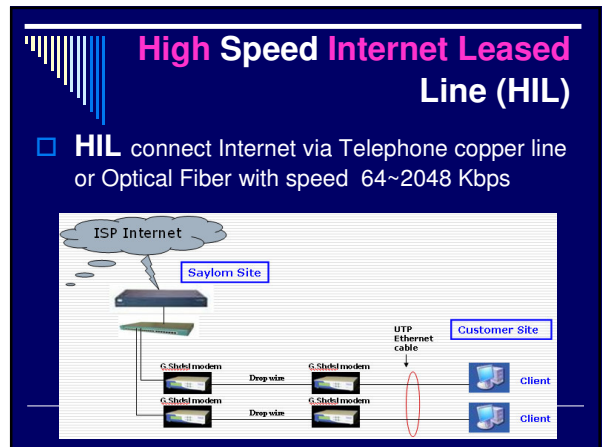 High Speed Internet Leased
Line (HIL)
HIL connect Internet via Telephone copper line
or Optical Fiber with speed 64~2048 Kbps
ISP Internet
Saylom Site
UTP
Ethernet
cable
Customer Site
G.Shdsl modem
Drop wire
G.Shdsl modem
Client
G.Shdsl modem
Drop wire
G.Shdsl modem
Client